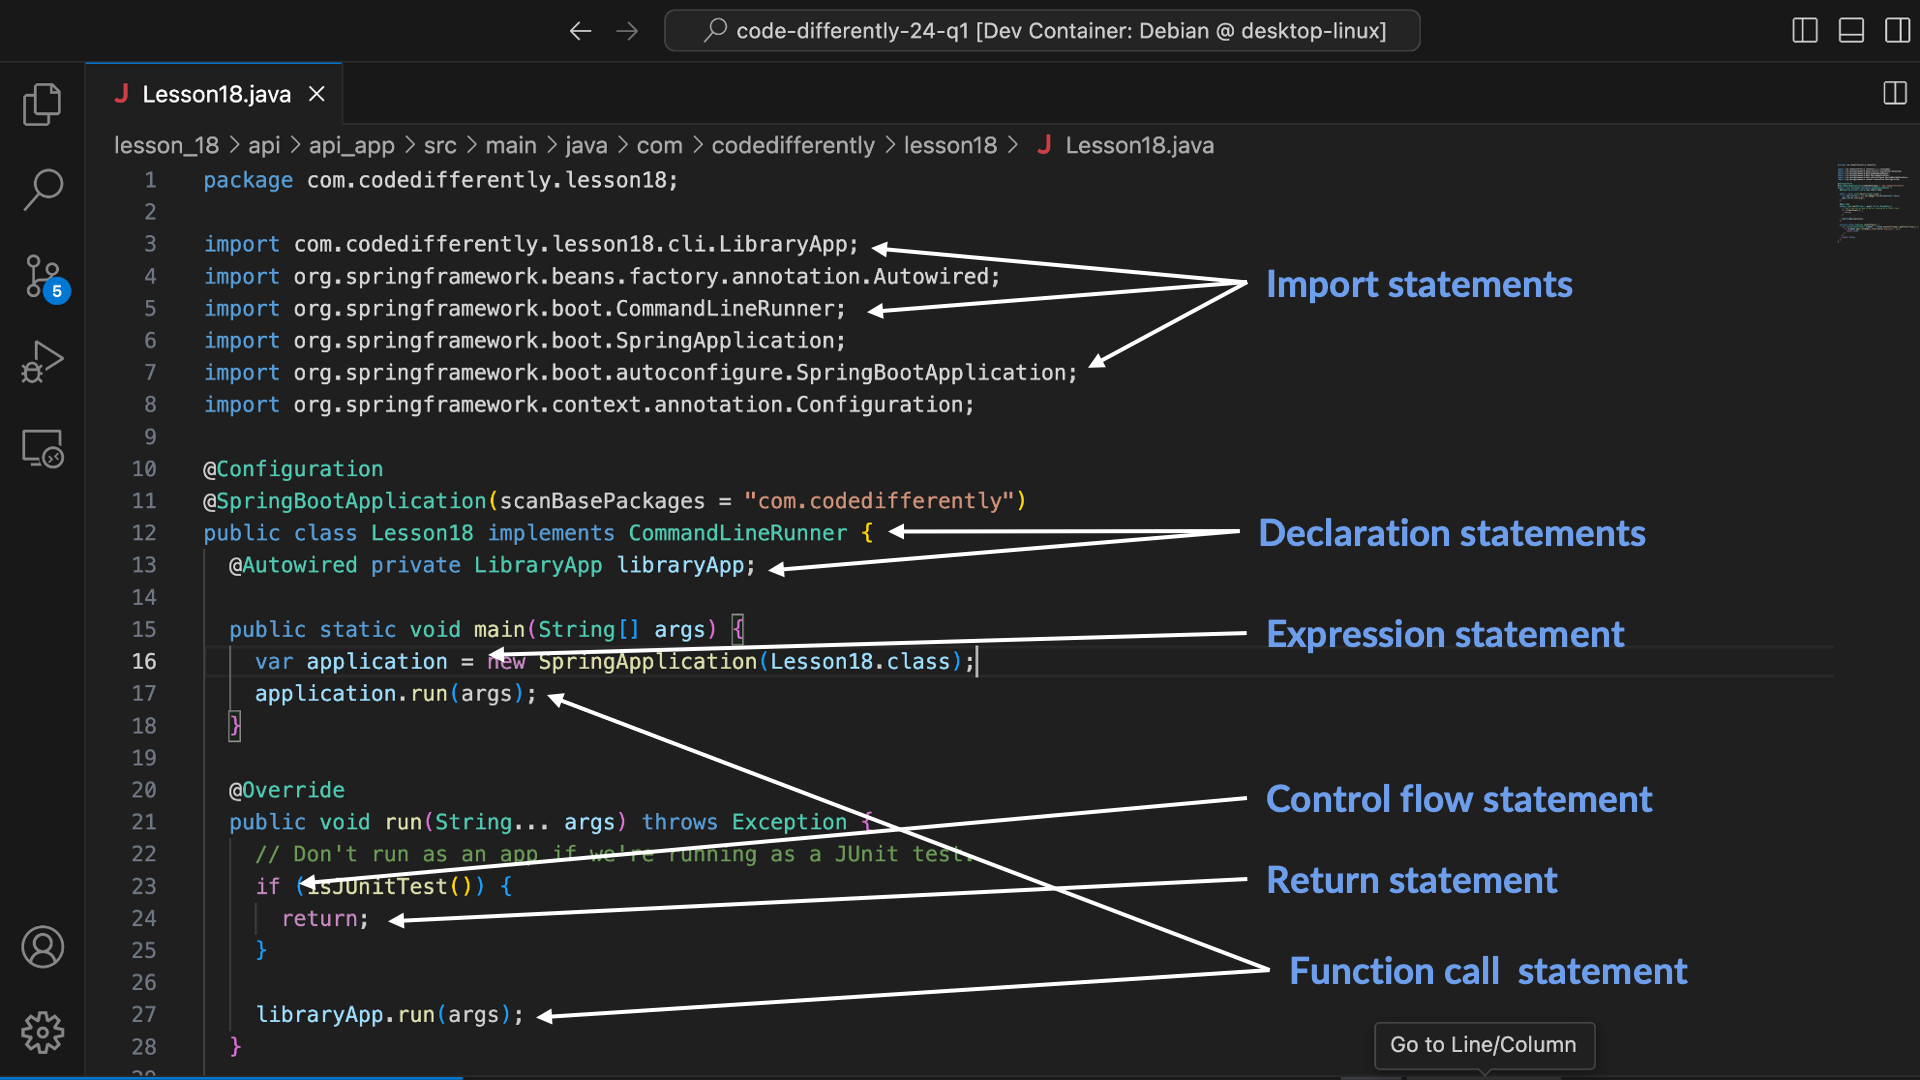 code-differently-24-q1 [Dev Container: Debian @ desktop-linux]
J Lesson18.java
lesson_18 > api > api_app > src > main > java > com > codedifferently > lesson18 > J Lesson18.java
1 package com.codedifferently.lesson18;
2
3 import com.codedifferently.lesson18.cli.LibraryApp;
4 import org.springframework.beans.factory.annotation.Autowired;
Import statements
5 import org.springframework.boot.CommandLineRunner;
6 import org.springframework.boot.SpringApplication;
7 import org.springframework.boot.autoconfigure.SpringBootApplication;
8 import org.springframework.context.annotation.Configuration;
9
10 @Configuration
11 @SpringBootApplication(scanBasePackages = "com.codedifferently")
12 public class Lesson18 implements CommandLineRunner {
Declaration statements
13 @Autowired private LibraryApp libraryApp;
14
15 public static void main(String[] args) {
Expression statement
16 var application = new SpringApplication(Lesson18.class);
17 application.run(args);
18 }
19
20 @Override
Control flow statement
21 public void run(String... args) throws Exception {
22 // Don't run as an app if we're running as a JUnit test.
23 if (isJUnitTest()) {
Return statement
24 return;
25 }
26
Function call statement
27 libraryApp.run(args);
28 }
5
Go to Line/Column